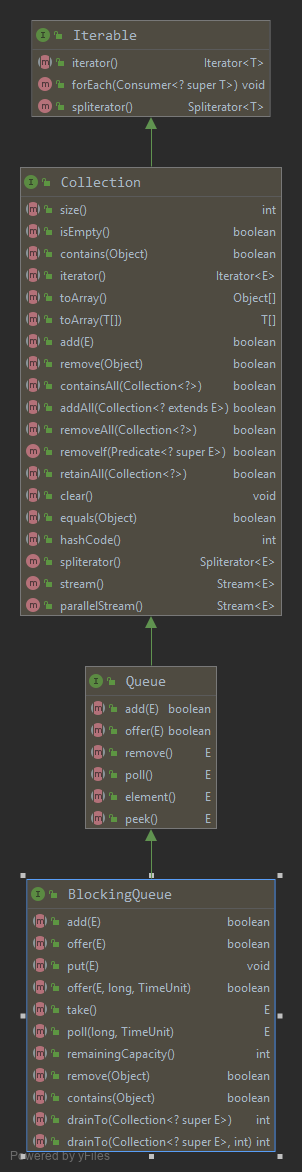 Iterable
iterator() Iterator<T>
forEach(Consumer<? super T>) void
spliterator() Spliterator<T>
Collection
size() int
isEmpty() boolean
contains(Object) boolean
iterator() Iterator<E>
toArray() Object[]
toArray(T[]) T[]
add(E) boolean
remove(Object) boolean
containsAll(Collection<?>) boolean
addAll(Collection<? extends E>) boolean
removeAll(Collection<?>) boolean
removeIf(Predicate<? super E>) boolean
retainAll(Collection<?>) boolean
clear() void
equals(Object) boolean
hashCode() int
spliterator() Spliterator<E>
stream() Stream<E>
parallelStream() Stream<E>
Queue
add(E) boolean
offer(E) boolean
remove() E
poll() E
element() E
peek() E
BlockingQueue
add(E) boolean
offer(E) boolean
put(E) void
offer(E, long, TimeUnit) boolean
take() E
poll(long, TimeUnit) E
remainingCapacity() int
remove(Object) boolean
contains(Object) boolean
drainTo(Collection<? super E>) int
drainTo(Collection<? super E>, int) int
Powered by yFiles